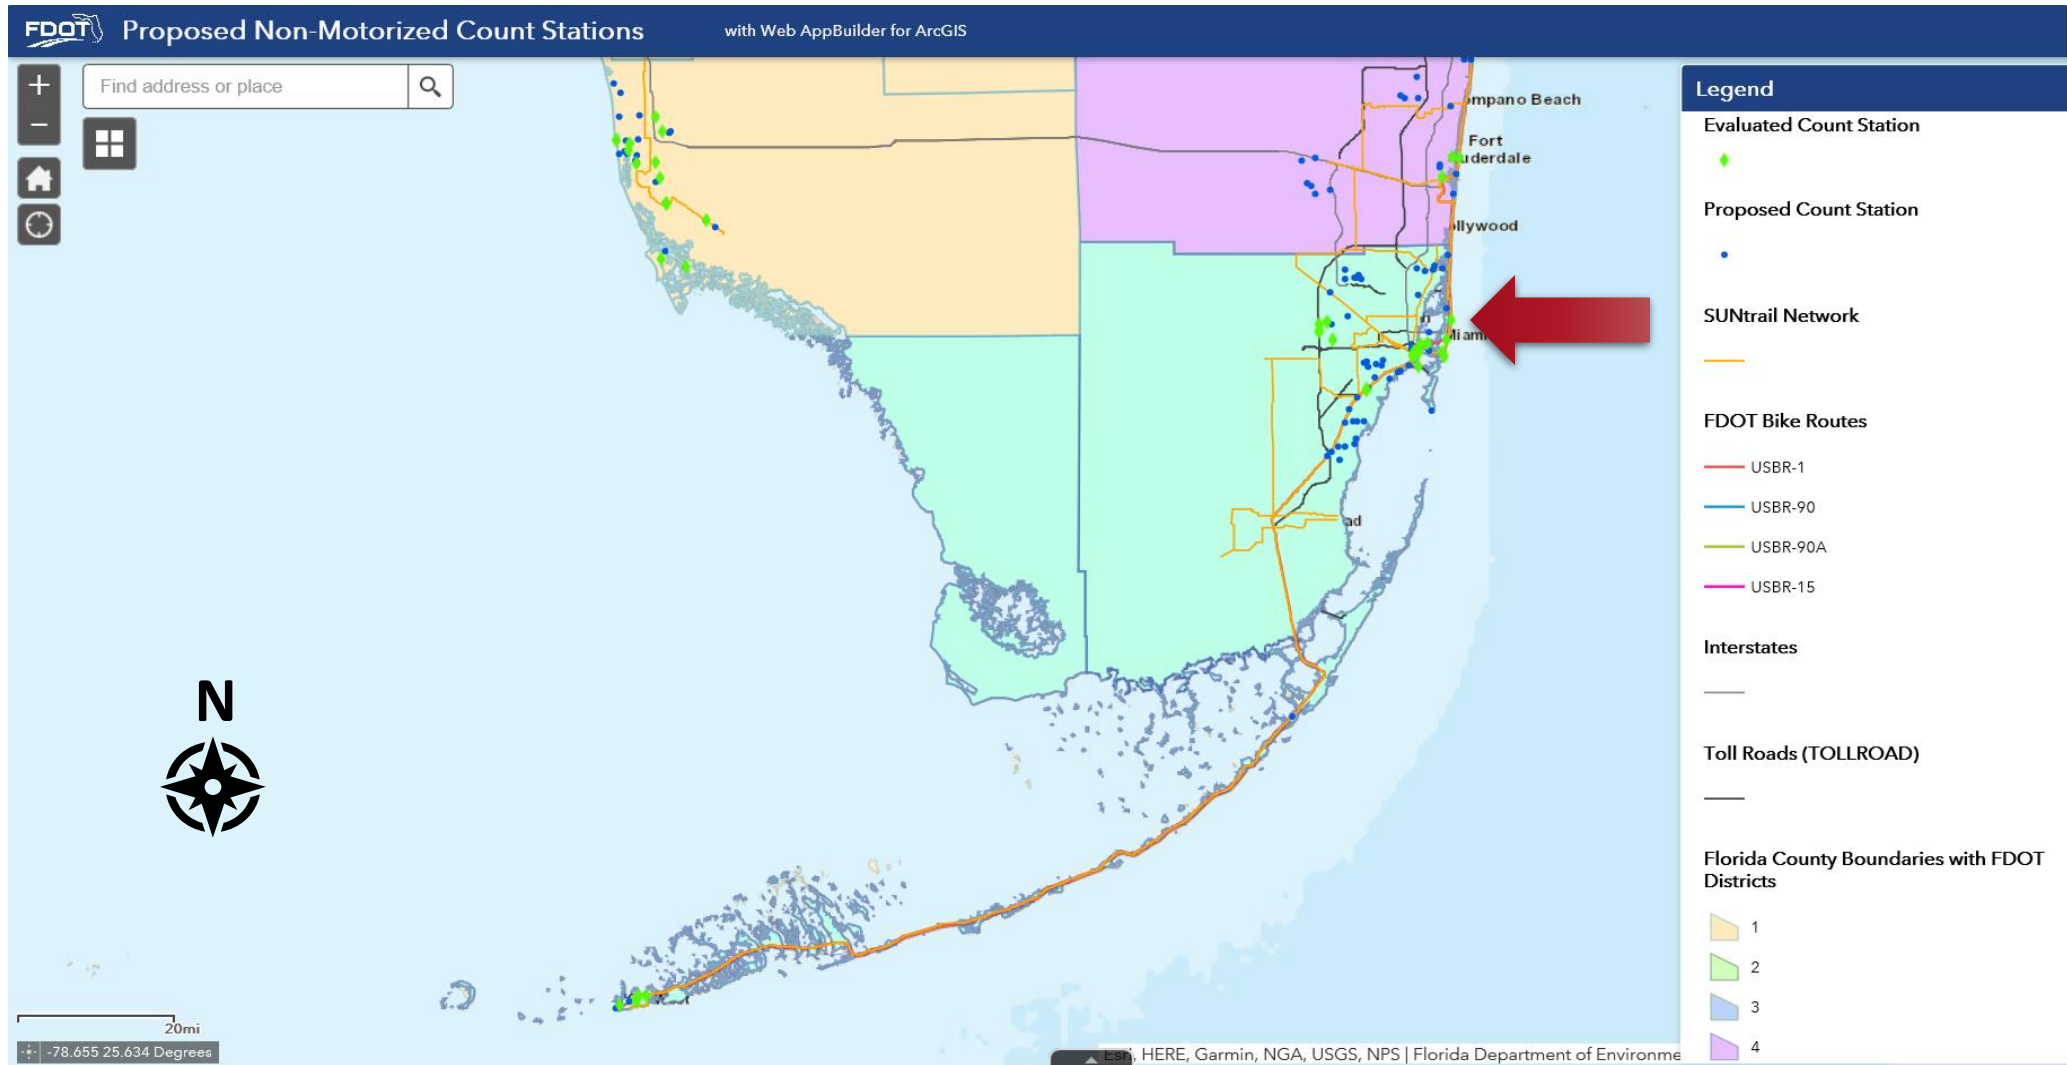 FDOT
Proposed Non-Motorized Count Stations
with Web AppBuilder for ArcGIS
+
Find address or place
−
Legend
Evaluated Count Station
Proposed Count Station
SUNtrail Network
FDOT Bike Routes
USBR-1
USBR-90
USBR-90A
USBR-15
Interstates
Toll Roads (TOLLROAD)
Florida County Boundaries with FDOT
Districts
1
2
3
4
mpano Beach
Fort
uderdale
llywood
Miam
ad
N
20mi
-78.655 25.634 Degrees
Esri, HERE, Garmin, NGA, USGS, NPS | Florida Department of Environme